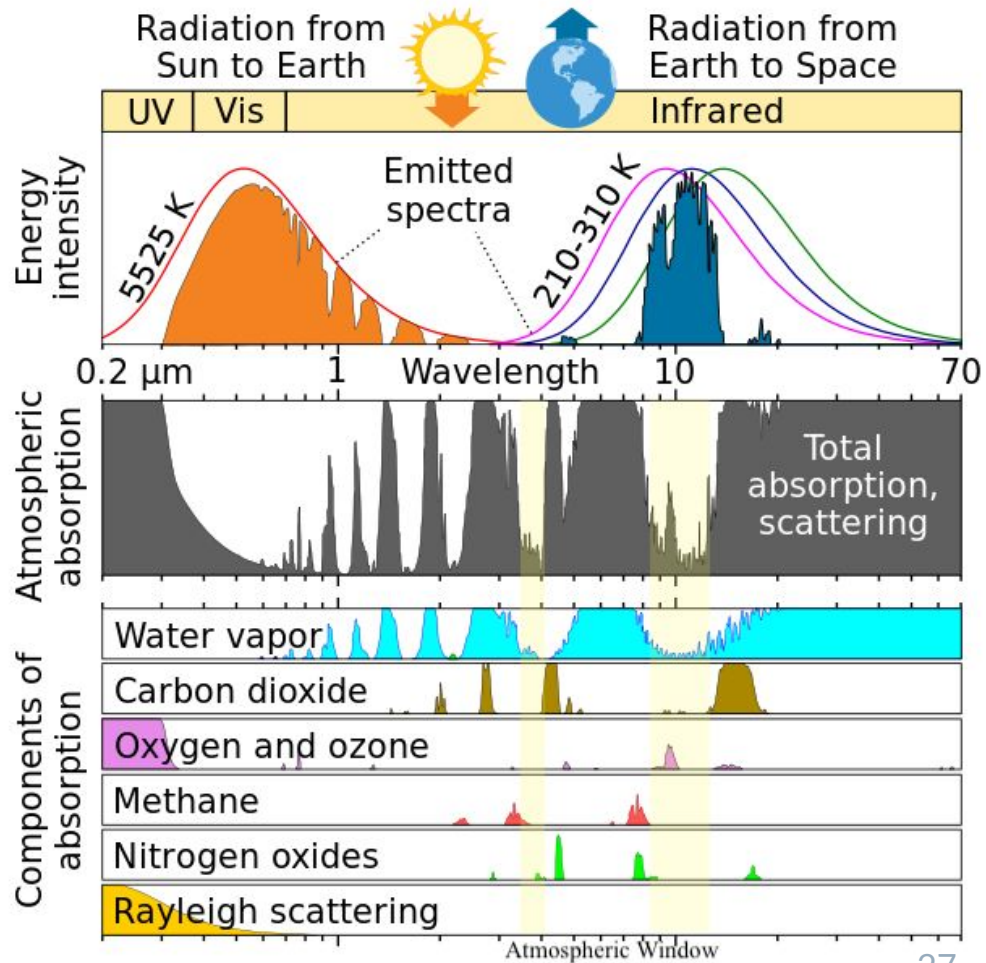 Radiation from
Sun to Earth
Radiation from
Earth to Space
UV
Vis
Infrared
Energy
intensity
5525 K
Emitted
spectra
210-310 K
0.2 µm
1
Wavelength
10
70
Atmospheric
absorption
Total
absorption,
scattering
Components of
absorption
Water vapor
Carbon dioxide
Oxygen and ozone
Methane
Nitrogen oxides
Rayleigh scattering
Atmospheric Window